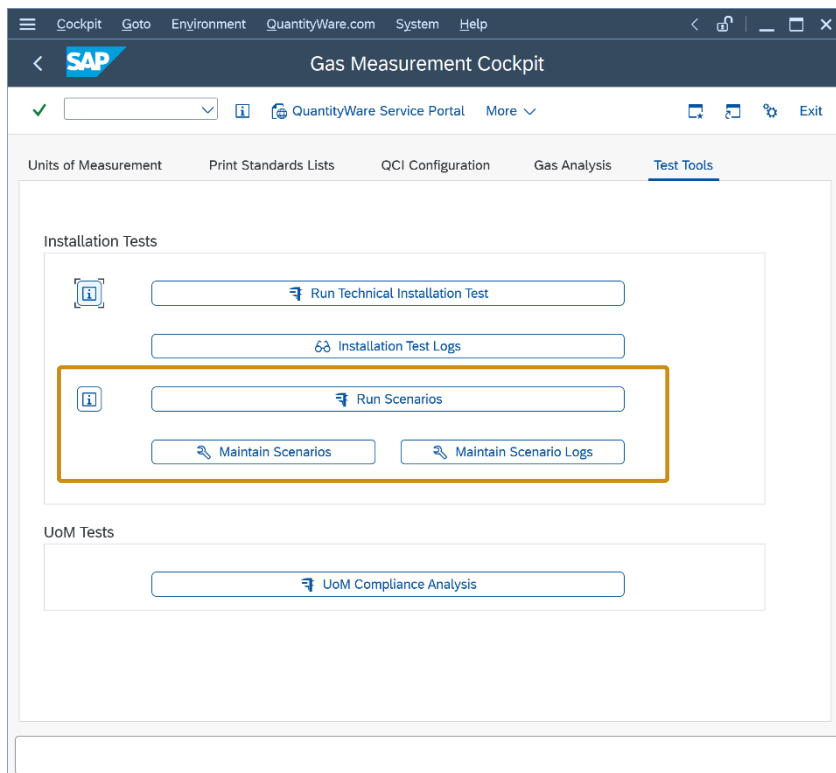 Cockpit Goto Environment QuantityWare.com System Help
SAP Gas Measurement Cockpit
QuantityWare Service Portal More Exit
Units of Measurement Print Standards Lists QCI Configuration Gas Analysis Test Tools
Installation Tests
Run Technical Installation Test
Installation Test Logs
Run Scenarios
Maintain Scenarios Maintain Scenario Logs
UoM Tests
UoM Compliance Analysis